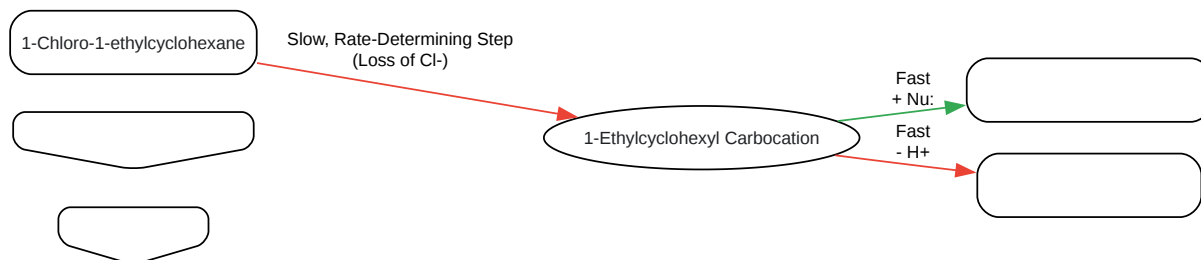 1-Chloro-1-ethylcyclohexane
Slow, Rate-Determining Step
(Loss of Cl-)
1-Ethylcyclohexyl Carbocation
Fast
+ Nu:
Fast
- H+